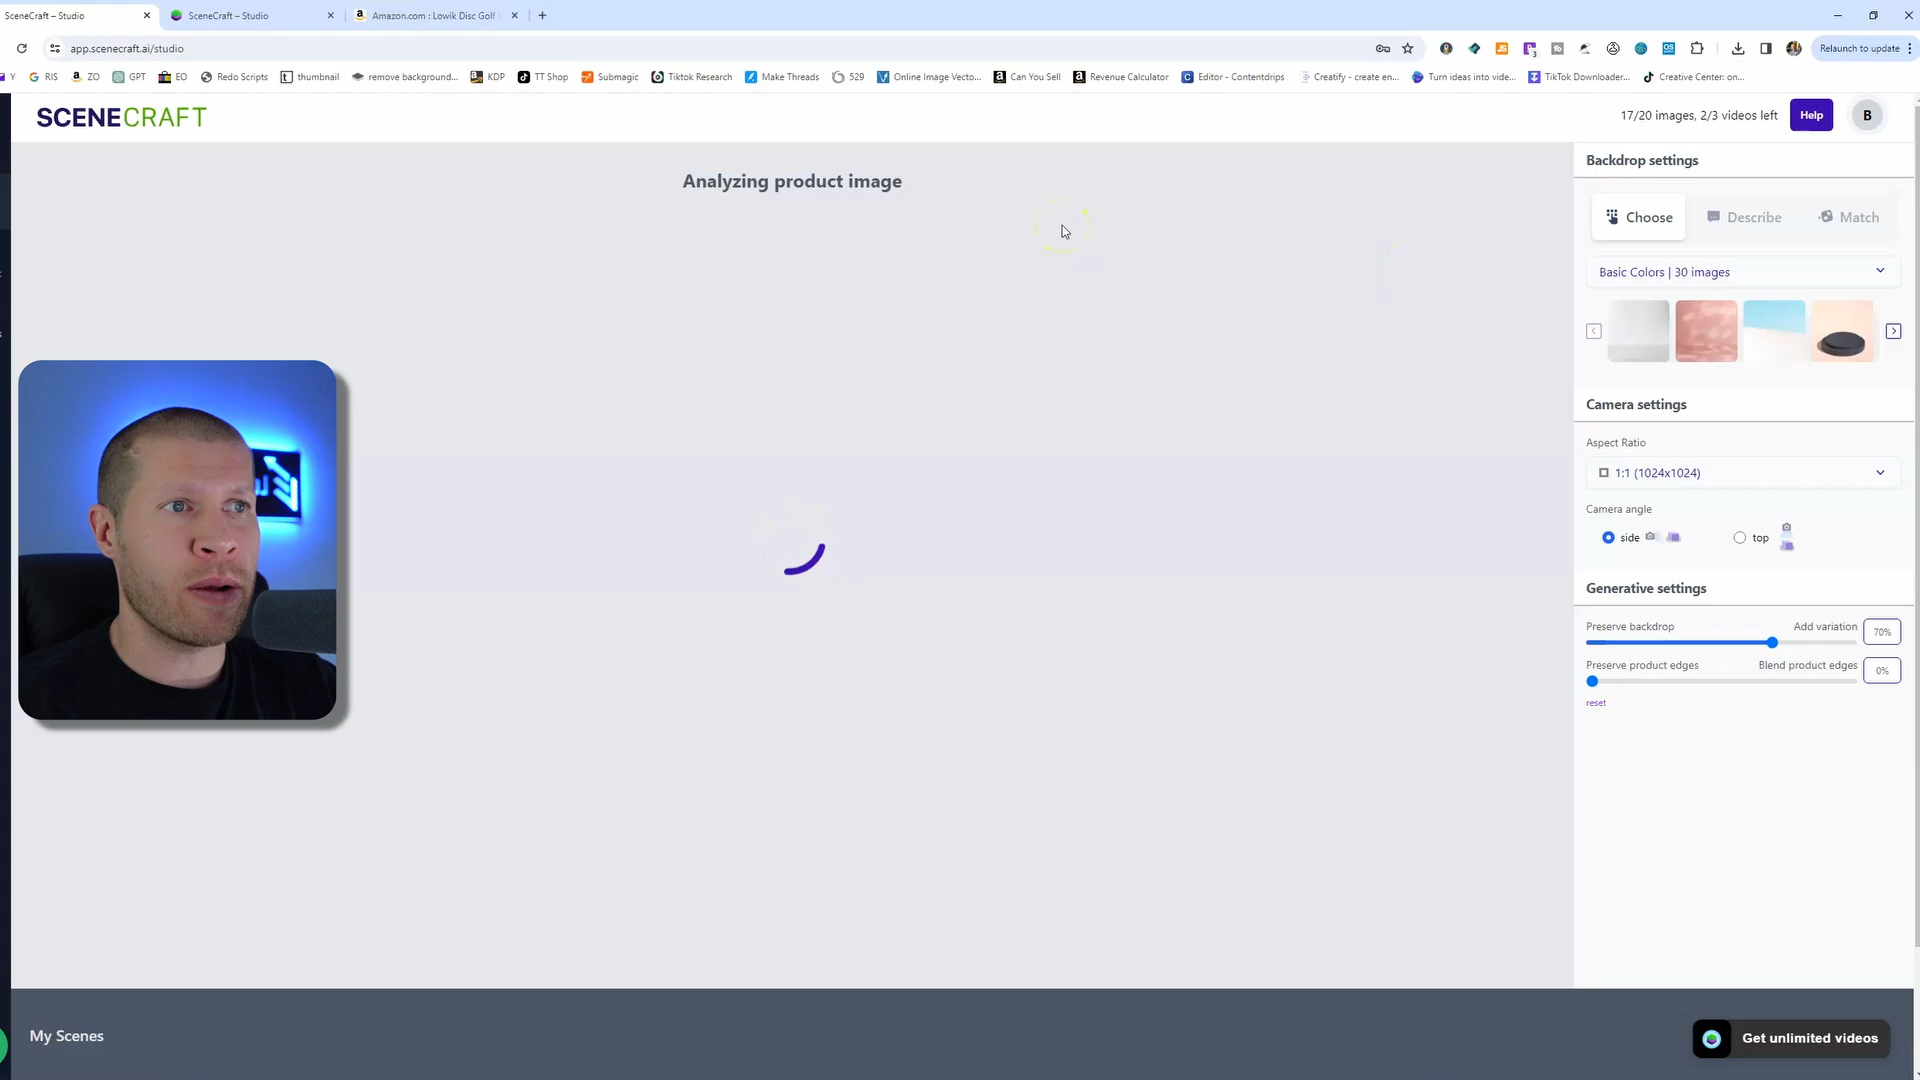 SceneCraft – Studio
SceneCraft – Studio
Amazon.com : Lowik Disc Golf
app.scenecraft.ai/studio
Relaunch to update
Y
RIS
ZO
GPT
EO
Redo Scripts
thumbnail
remove background...
KDP
TT Shop
Submagic
Tiktok Research
Make Threads
529
Online Image Vecto...
Can You Sell
Revenue Calculator
Editor - Contentdrips
Creatify - create en...
Turn ideas into vide...
TikTok Downloader...
Creative Center: on...
SCENECRAFT
17/20 images, 2/3 videos left
Help
B
Analyzing product image
Backdrop settings
Choose
Describe
Match
Basic Colors | 30 images
Camera settings
Aspect Ratio
1:1 (1024x1024)
Camera angle
side
top
Generative settings
Preserve backdrop
Add variation
70%
Preserve product edges
Blend product edges
0%
reset
My Scenes
Get unlimited videos